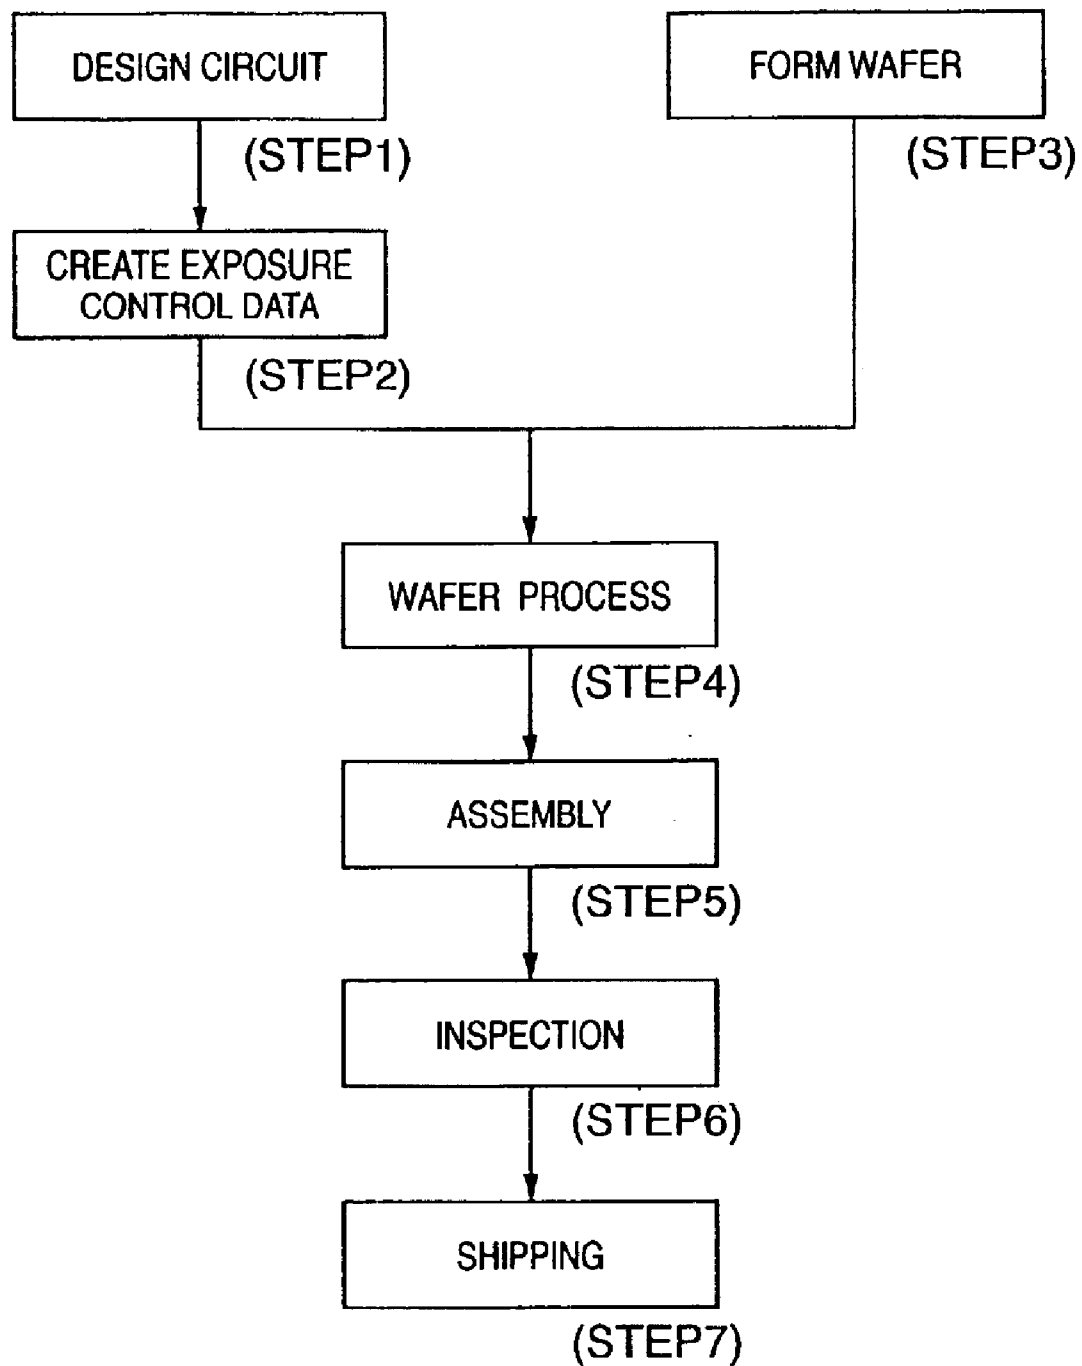 DESIGN CIRCUIT
(STEP1)
FORM WAFER
(STEP3)
CREATE EXPOSURE
CONTROL DATA
(STEP2)
WAFER PROCESS
(STEP4)
ASSEMBLY
(STEP5)
INSPECTION
(STEP6)
SHIPPING
(STEP7)